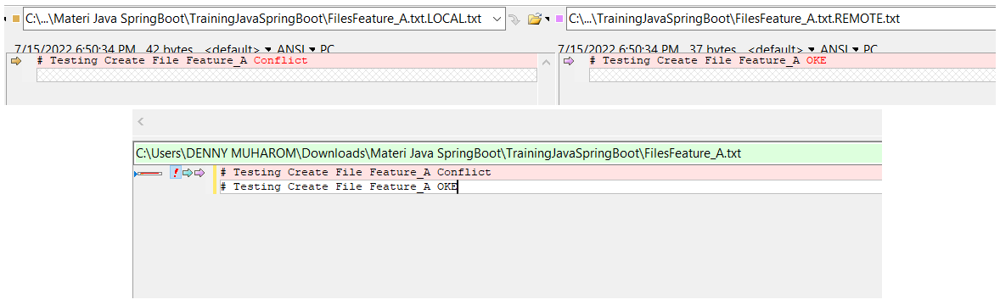 C:\...\Materi Java SpringBoot\TrainingJavaSpringBoot\FilesFeature_A.txt.LOCAL.txt
C:\...\TrainingJavaSpringBoot\FilesFeature_A.txt.REMOTE.txt
7/15/2022 6:50:34 PM 42 bytes <default> ANSI PC
7/15/2022 6:50:34 PM 37 bytes <default> ANSI PC
# Testing Create File Feature_A Conflict
# Testing Create File Feature_A OKE
C:\Users\DENNY MUHAROM\Downloads\Materi Java SpringBoot\TrainingJavaSpringBoot\FilesFeature_A.txt
# Testing Create File Feature_A Conflict
# Testing Create File Feature_A OKE